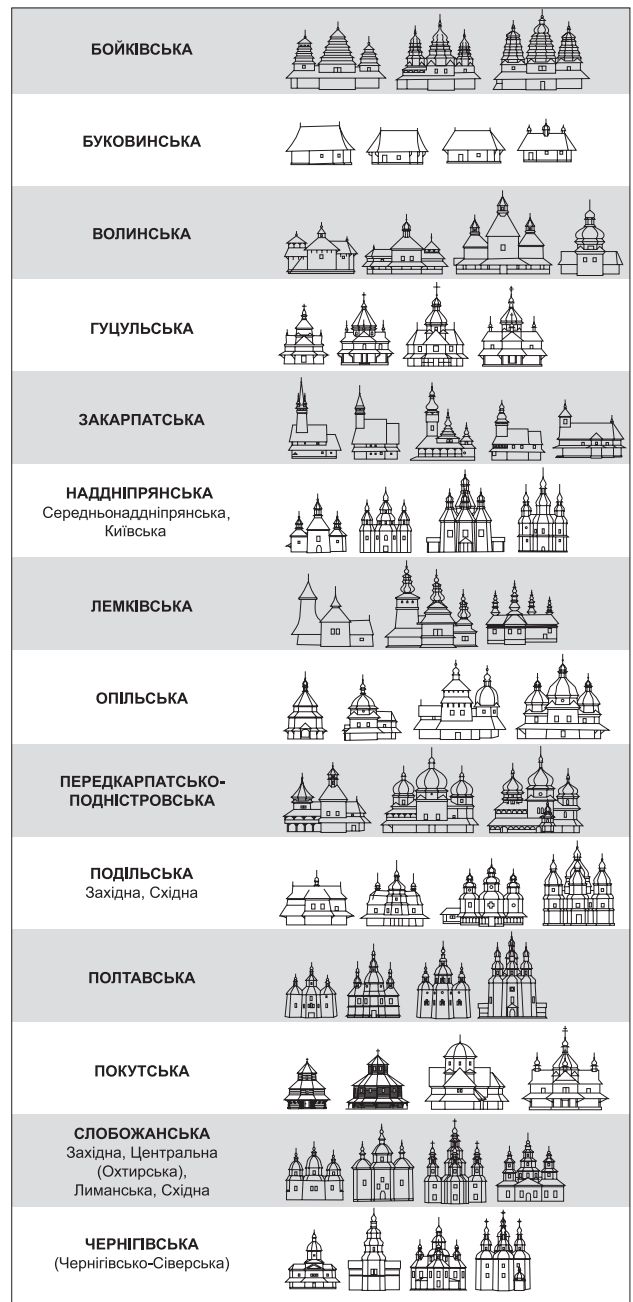 БОЙКІВСЬКА
БУКОВИНСЬКА
ВОЛИНСЬКА
ГУЦУЛЬСЬКА
ЗАКАРПАТСЬКА
НАДДНІПРЯНСЬКА
Середньонаддніпрянська,
Київська
ЛЕМКІВСЬКА
ОПІЛЬСЬКА
ПЕРЕДКАРПАТСЬКО-
ПОДНІСТРОВСЬКА
ПОДІЛЬСЬКА
Західна, Східна
ПОЛТАВСЬКА
ПОКУТСЬКА
СЛОБОЖАНСЬКА
Західна, Центральна
(Охтирська),
Лиманська, Східна
ЧЕРНІГІВСЬКА
(Чернігівсько-Сіверська)